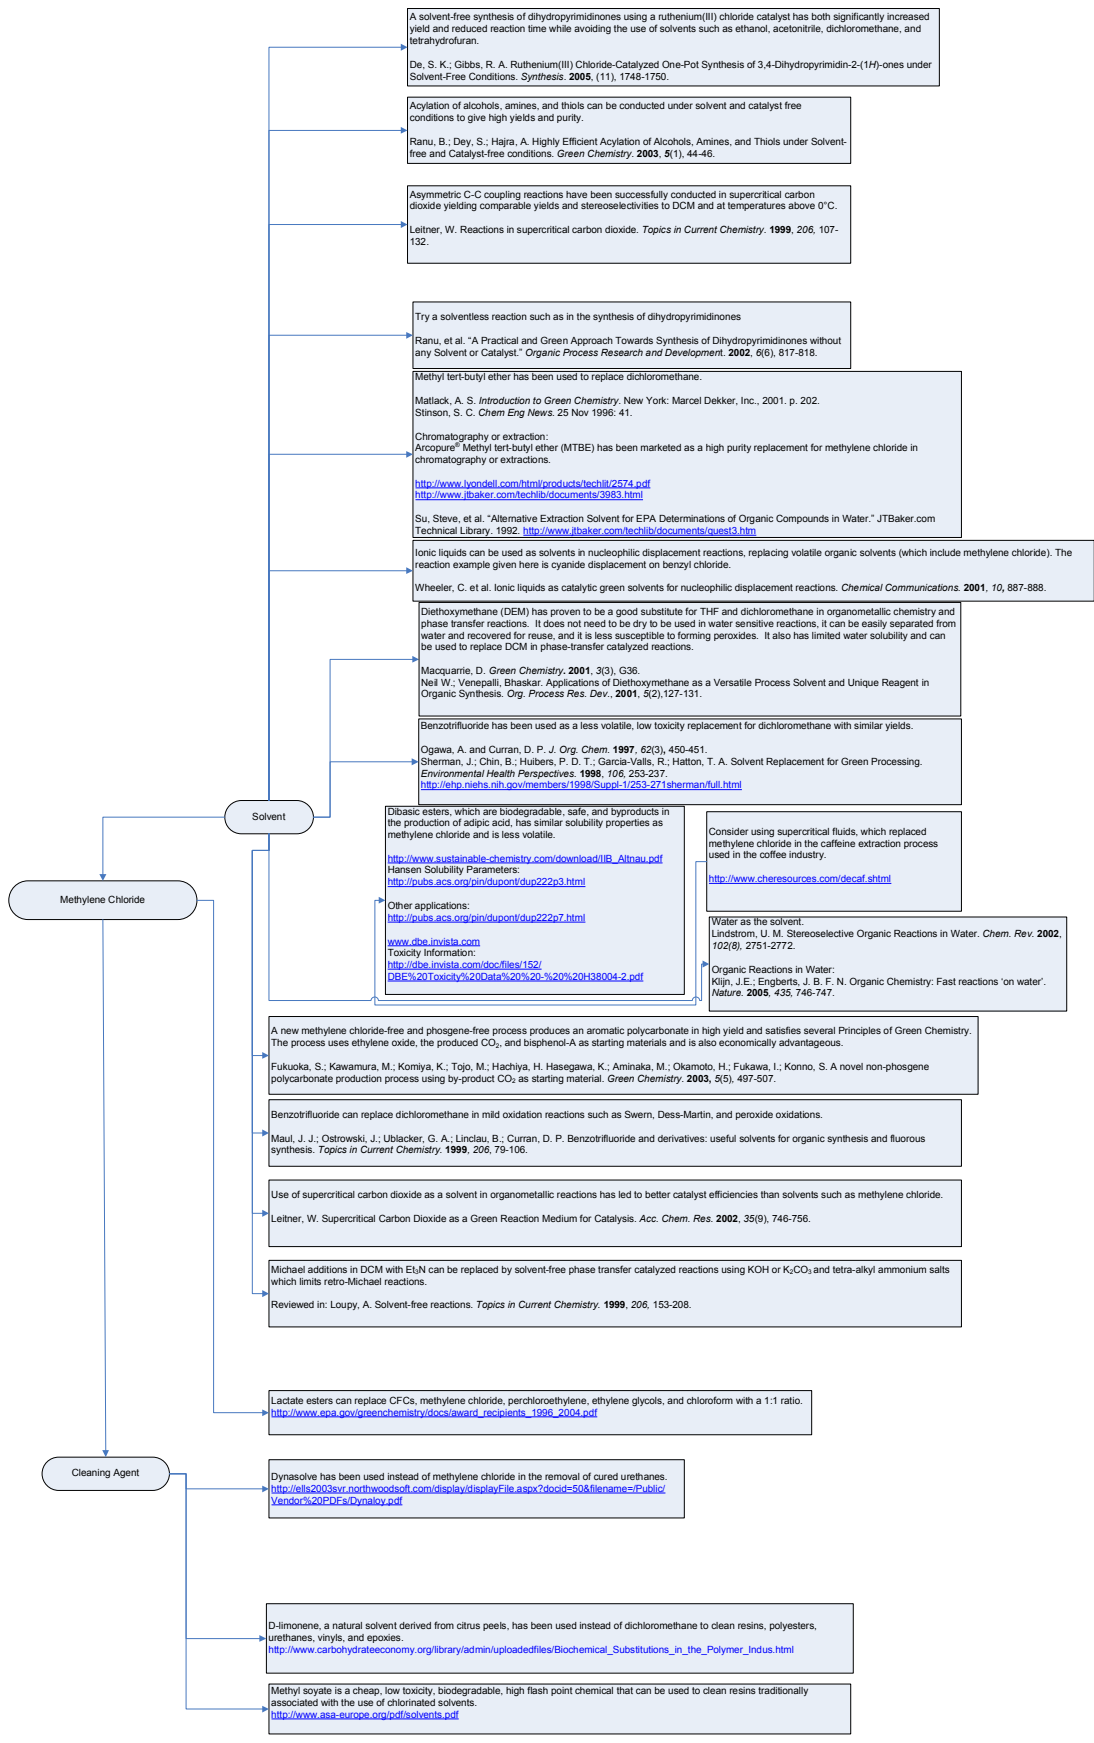 A solvent-free synthesis of dihydropyrimidinones using a ruthenium(III) chloride catalyst has both significantly increased
yield and reduced reaction time while avoiding the use of solvents such as ethanol, acetonitrile, dichloromethane, and
tetrahydrofuran.
De, S. K.; Gibbs, R. A. Ruthenium(III) Chloride-Catalyzed One-Pot Synthesis of 3,4-Dihydropyrimidin-2-(1H)-ones under
Solvent-Free Conditions. Synthesis. 2005, (11), 1748-1750.
Acylation of alcohols, amines, and thiols can be conducted under solvent and catalyst free
conditions to give high yields and purity.
Ranu, B.; Dey, S.; Hajra, A. Highly Efficient Acylation of Alcohols, Amines, and Thiols under Solvent-
free and Catalyst-free conditions. Green Chemistry. 2003, 5(1), 44-46.
Asymmetric C-C coupling reactions have been successfully conducted in supercritical carbon
dioxide yielding comparable yields and stereoselectivities to DCM and at temperatures above 0°C.
Leitner, W. Reactions in supercritical carbon dioxide. Topics in Current Chemistry. 1999, 206, 107-
132.
Try a solventless reaction such as in the synthesis of dihydropyrimidinones
Ranu, et al. “A Practical and Green Approach Towards Synthesis of Dihydropyrimidinones without
any Solvent or Catalyst.” Organic Process Research and Development. 2002, 6(6), 817-818.
Methyl tert-butyl ether has been used to replace dichloromethane.
Matlack, A. S. Introduction to Green Chemistry. New York: Marcel Dekker, Inc., 2001. p. 202.
Stinson, S. C. Chem Eng News. 25 Nov 1996: 41.
Chromatography or extraction:
Arcopure® Methyl tert-butyl ether (MTBE) has been marketed as a high purity replacement for methylene chloride in
chromatography or extractions.
http://www.lyondell.com/html/products/techlit/2574.pdf
http://www.jtbaker.com/techlib/documents/3983.html
Su, Steve, et al. “Alternative Extraction Solvent for EPA Determinations of Organic Compounds in Water.” JTBaker.com
Technical Library. 1992. http://www.jtbaker.com/techlib/documents/quest3.htm
Ionic liquids can be used as solvents in nucleophilic displacement reactions, replacing volatile organic solvents (which include methylene chloride). The
reaction example given here is cyanide displacement on benzyl chloride.
Wheeler, C. et al. Ionic liquids as catalytic green solvents for nucleophilic displacement reactions. Chemical Communications. 2001, 10, 887-888.
Diethoxymethane (DEM) has proven to be a good substitute for THF and dichloromethane in organometallic chemistry and
phase transfer reactions. It does not need to be dry to be used in water sensitive reactions, it can be easily separated from
water and recovered for reuse, and it is less susceptible to forming peroxides. It also has limited water solubility and can
be used to replace DCM in phase-transfer catalyzed reactions.
Macquarrie, D. Green Chemistry. 2001, 3(3), G36.
Neil W.; Venepalli, Bhaskar. Applications of Diethoxymethane as a Versatile Process Solvent and Unique Reagent in
Organic Synthesis. Org. Process Res. Dev., 2001, 5(2),127-131.
Benzotrifluoride has been used as a less volatile, low toxicity replacement for dichloromethane with similar yields.
Ogawa, A. and Curran, D. P. J. Org. Chem. 1997, 62(3), 450-451.
Sherman, J.; Chin, B.; Huibers, P. D. T.; Garcia-Valls, R.; Hatton, T. A. Solvent Replacement for Green Processing.
Environmental Health Perspectives. 1998, 106, 253-237.
http://ehp.niehs.nih.gov/members/1998/Suppl-1/253-271sherman/full.html
Solvent
Dibasic esters, which are biodegradable, safe, and byproducts in
the production of adipic acid, has similar solubility properties as
methylene chloride and is less volatile.
http://www.sustainable-chemistry.com/download/IIB_Altnau.pdf
Hansen Solubility Parameters:
http://pubs.acs.org/pin/dupont/dup222p3.html
Other applications:
http://pubs.acs.org/pin/dupont/dup222p7.html
www.dbe.invista.com
Toxicity Information:
http://dbe.invista.com/doc/files/152/
DBE%20Toxicity%20Data%20%20-%20%20H38004-2.pdf
Consider using supercritical fluids, which replaced
methylene chloride in the caffeine extraction process
used in the coffee industry.
http://www.cheresources.com/decaf.shtml
Methylene Chloride
Water as the solvent.
Lindstrom, U. M. Stereoselective Organic Reactions in Water. Chem. Rev. 2002,
102(8), 2751-2772.
Organic Reactions in Water:
Klijn, J.E.; Engberts, J. B. F. N. Organic Chemistry: Fast reactions ‘on water’.
Nature. 2005, 435, 746-747.
A new methylene chloride-free and phosgene-free process produces an aromatic polycarbonate in high yield and satisfies several Principles of Green Chemistry.
The process uses ethylene oxide, the produced CO2, and bisphenol-A as starting materials and is also economically advantageous.
Fukuoka, S.; Kawamura, M.; Komiya, K.; Tojo, M.; Hachiya, H. Hasegawa, K.; Aminaka, M.; Okamoto, H.; Fukawa, I.; Konno, S. A novel non-phosgene
polycarbonate production process using by-product CO2 as starting material. Green Chemistry. 2003, 5(5), 497-507.
Benzotrifluoride can replace dichloromethane in mild oxidation reactions such as Swern, Dess-Martin, and peroxide oxidations.
Maul, J. J.; Ostrowski, J.; Ublacker, G. A.; Linclau, B.; Curran, D. P. Benzotrifluoride and derivatives: useful solvents for organic synthesis and fluorous
synthesis. Topics in Current Chemistry. 1999, 206, 79-106.
Use of supercritical carbon dioxide as a solvent in organometallic reactions has led to better catalyst efficiencies than solvents such as methylene chloride.
Leitner, W. Supercritical Carbon Dioxide as a Green Reaction Medium for Catalysis. Acc. Chem. Res. 2002, 35(9), 746-756.
Michael additions in DCM with Et3N can be replaced by solvent-free phase transfer catalyzed reactions using KOH or K2CO3 and tetra-alkyl ammonium salts
which limits retro-Michael reactions.
Reviewed in: Loupy, A. Solvent-free reactions. Topics in Current Chemistry. 1999, 206, 153-208.
Lactate esters can replace CFCs, methylene chloride, perchloroethylene, ethylene glycols, and chloroform with a 1:1 ratio.
http://www.epa.gov/greenchemistry/docs/award_recipients_1996_2004.pdf
Cleaning Agent
Dynasolve has been used instead of methylene chloride in the removal of cured urethanes.
http://ells2003svr.northwoodsoft.com/display/displayFile.aspx?docid=50&filename=/Public/
Vendor%20PDFs/Dynaloy.pdf
D-limonene, a natural solvent derived from citrus peels, has been used instead of dichloromethane to clean resins, polyesters,
urethanes, vinyls, and epoxies.
http://www.carbohydrateeconomy.org/library/admin/uploadedfiles/Biochemical_Substitutions_in_the_Polymer_Indus.html
Methyl soyate is a cheap, low toxicity, biodegradable, high flash point chemical that can be used to clean resins traditionally
associated with the use of chlorinated solvents.
http://www.asa-europe.org/pdf/solvents.pdf